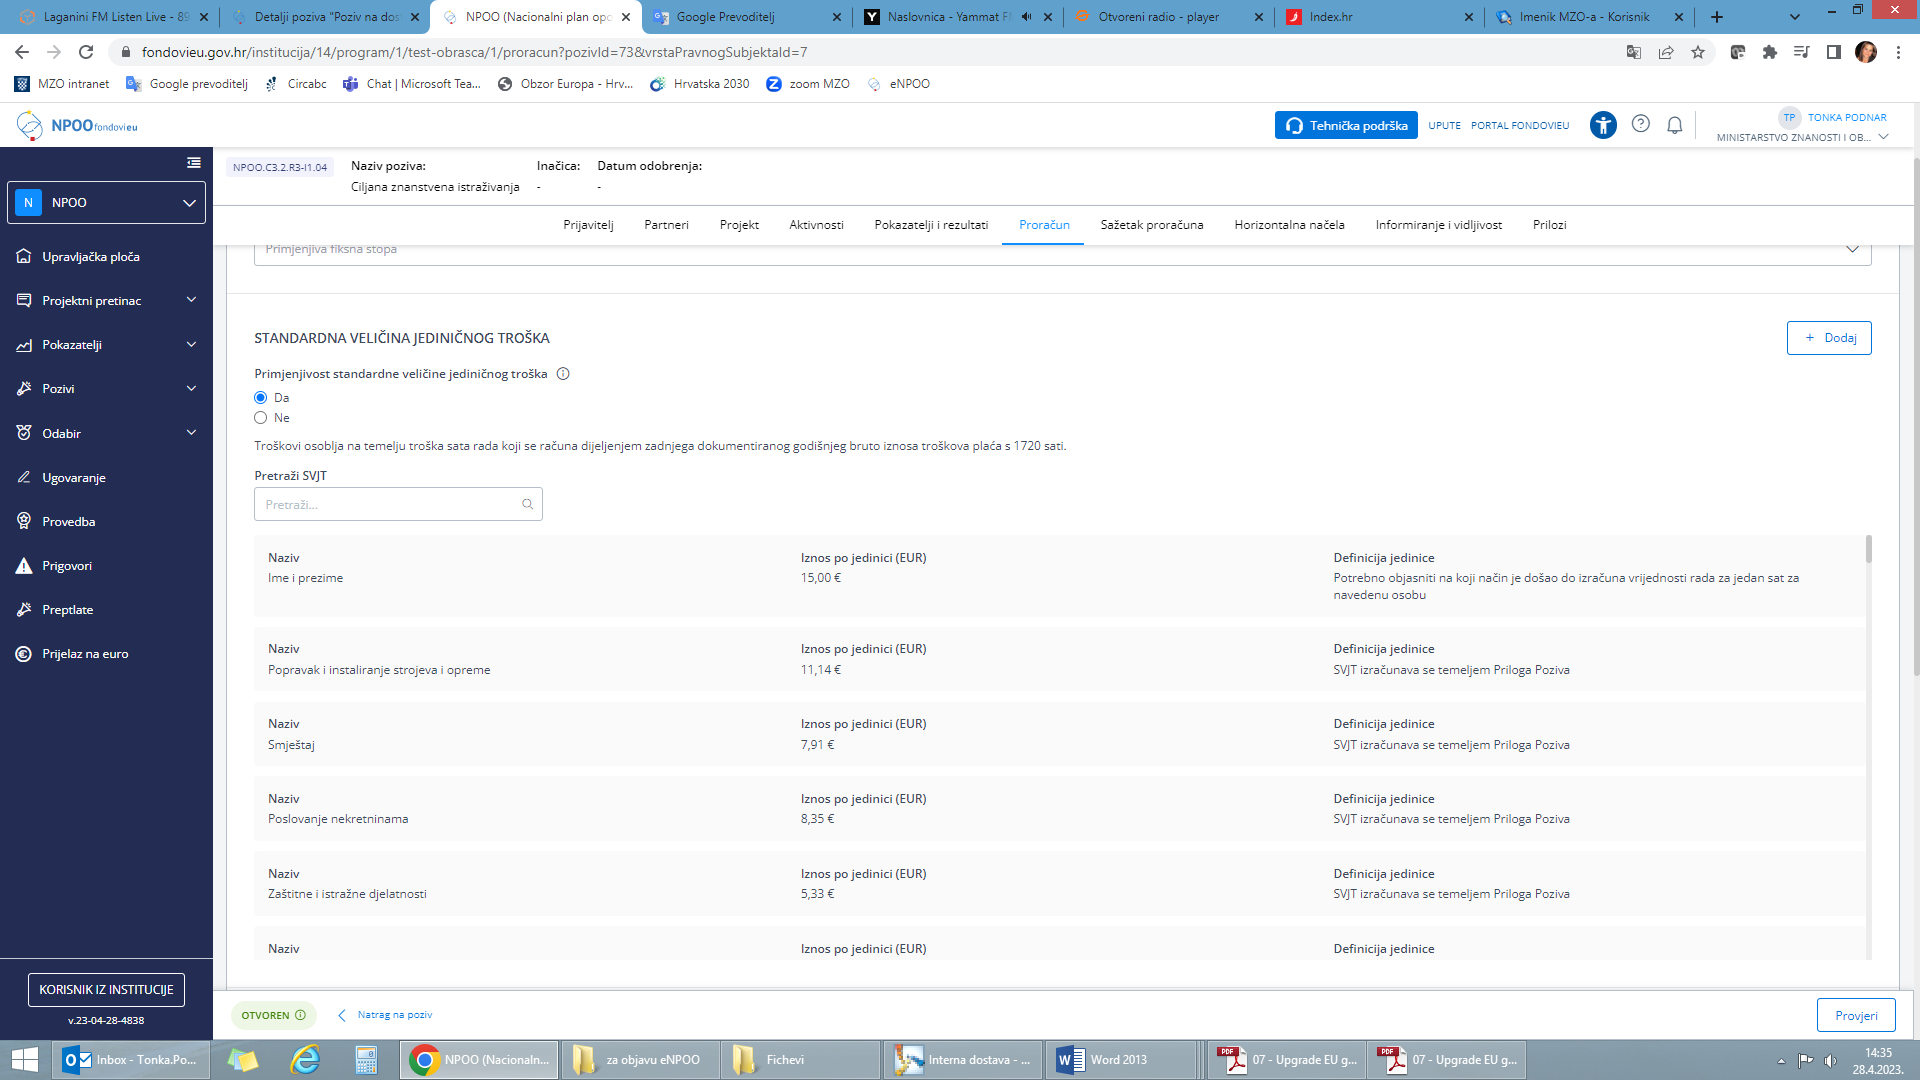 Laganini FM Listen Live - 89
Detalji poziva "Poziv na dos
NPOO (Nacionalni plan opo
Google Prevoditelj
Naslovnica - Yammat F
Otvoreni radio - player
Index.hr
Imenik MZO-a - Korisnik
fondovieu.gov.hr/institucija/14/program/1/test-obrasca/1/proracun?pozivId=73&vrstaPravnogSubjektaId=7
MZO intranet
Google prevoditelj
Circabc
Chat | Microsoft Tea...
Obzor Europa - Hrv...
Hrvatska 2030
zoom MZO
eNPOO
NPOO fondovieu
Tehnička podrška
UPUTE
PORTAL FONDOVIEU
TP
TONKA PODNAR
MINISTARSTVO ZNANOSTI I OB...
N
NPOO
Upravljačka ploča
Projektni pretinac
Pokazatelji
Pozivi
Odabir
Ugovaranje
Provedba
Prigovori
Preptlate
Prijelaz na euro
KORISNIK IZ INSTITUCIJE
v.23-04-28-4838
NPOO.C3.2.R3-I1.04
Naziv poziva:
Ciljana znanstvena istraživanja
Inačica:
-
Datum odobrenja:
-
Prijavitelj
Partneri
Projekt
Aktivnosti
Pokazatelji i rezultati
Proračun
Sažetak proračuna
Horizontalna načela
Informiranje i vidljivost
Prilozi
Primjenjiva fiksna stopa
STANDARDNA VELIČINA JEDINIČNOG TROŠKA
+ Dodaj
Primjenjivost standardne veličine jediničnog troška
Da
Ne
Troškovi osoblja na temelju troška sata rada koji se računa dijeljenjem zadnjega dokumentiranog godišnjeg bruto iznosa troškova plaća s 1720 sati.
Pretraži SVJT
Pretraži...
Naziv
Ime i prezime
Iznos po jedinici (EUR)
15,00 €
Definicija jedinice
Potrebno objasniti na koji način je došao do izračuna vrijednosti rada za jedan sat za
navedenu osobu
Naziv
Popravak i instaliranje strojeva i opreme
Iznos po jedinici (EUR)
11,14 €
Definicija jedinice
SVJT izračunava se temeljem Priloga Poziva
Naziv
Smještaj
Iznos po jedinici (EUR)
7,91 €
Definicija jedinice
SVJT izračunava se temeljem Priloga Poziva
Naziv
Poslovanje nekretninama
Iznos po jedinici (EUR)
8,35 €
Definicija jedinice
SVJT izračunava se temeljem Priloga Poziva
Naziv
Zaštitne i istražne djelatnosti
Iznos po jedinici (EUR)
5,33 €
Definicija jedinice
SVJT izračunava se temeljem Priloga Poziva
Naziv
Iznos po jedinici (EUR)
Definicija jedinice
OTVOREN
Natrag na poziv
Provjeri
Inbox - Tonka.Po...
NPOO (Nacionaln...
za objavu eNPOO
Fichevi
Interna dostava - ...
Word 2013
07 - Upgrade EU g...
07 - Upgrade EU g...
14:35
28.4.2023.